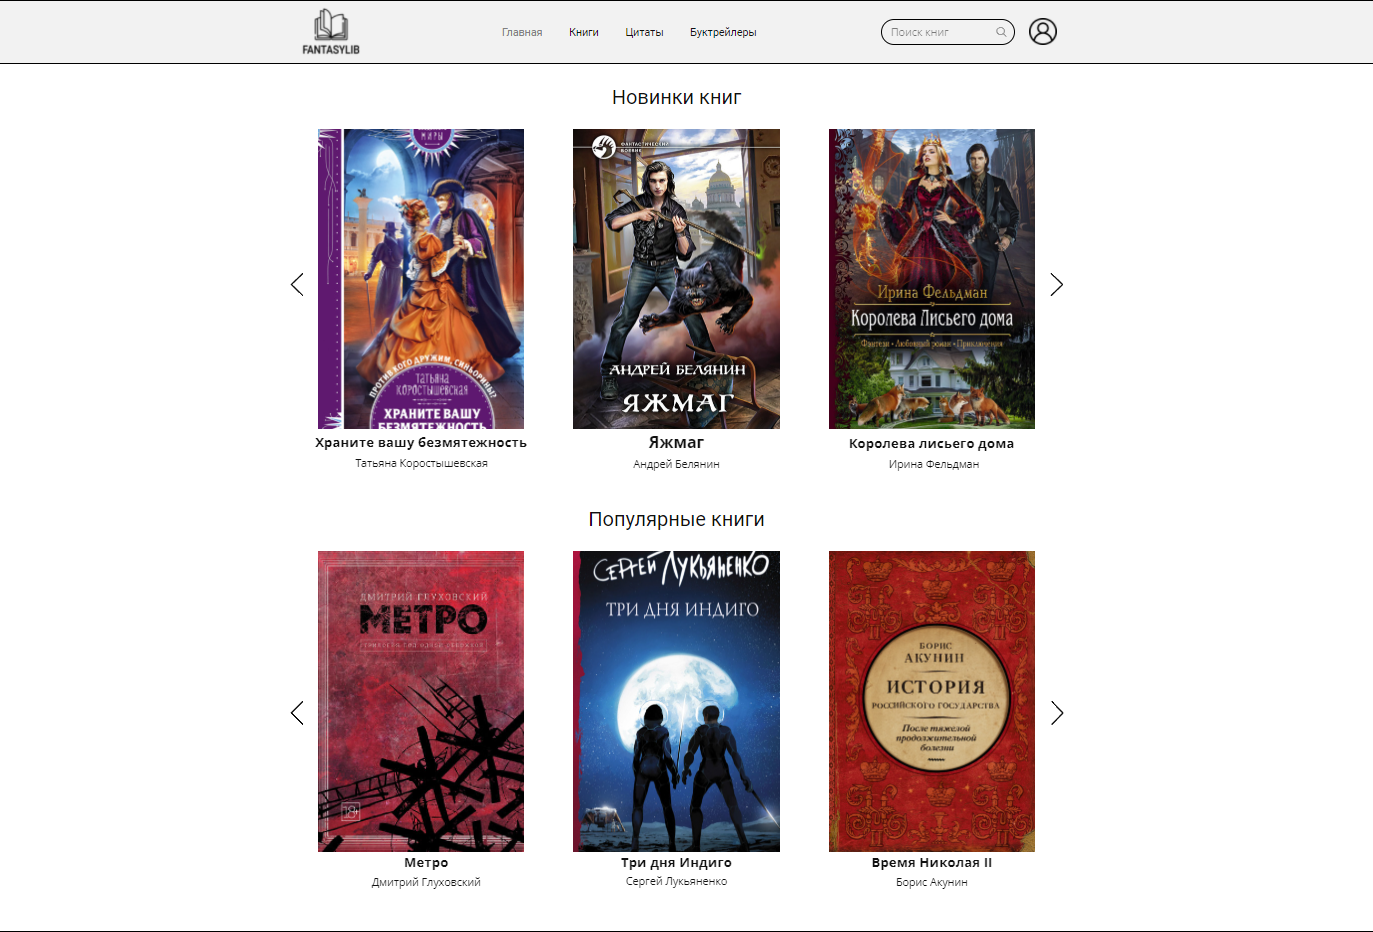 FANTASYLIB
Главная
Книги
Цитаты
Буктрейлеры
Поиск книг
Новинки книг
МИРЫ
ПРОТИВ КОГО ДРУЖИМ, СИНЬОРИНЫ?
ТАТЬЯНА
КОРОСТЫШЕВСКАЯ
ХРАНИТЕ ВАШУ
БЕЗМЯТЕЖНОСТЬ
ФАНТАСТИЧЕСКИЙ
БОЕВИК
АНДРЕЙ БЕЛЯНИН
ЯЖМАГ
Ирина Фельдман
Королева Лисьего дома
Фэнтези • Любовный роман • Приключения
Храните вашу безмятежность
Татьяна Коростышевская
Яжмаг
Андрей Белянин
Королева лисьего дома
Ирина Фельдман
Популярные книги
ДМИТРИЙ ГЛУХОВСКИЙ
МЕТРО
18+
СЕРГЕЙ ЛУКЬЯНЕНКО
ТРИ ДНЯ ИНДИГО
БОРИС
АКУНИН
ИСТОРИЯ
РОССИЙСКОГО ГОСУДАРСТВА
После тяжелой
продолжительной
болезни
Метро
Дмитрий Глуховский
Три дня Индиго
Сергей Лукьяненко
Время Николая II
Борис Акунин